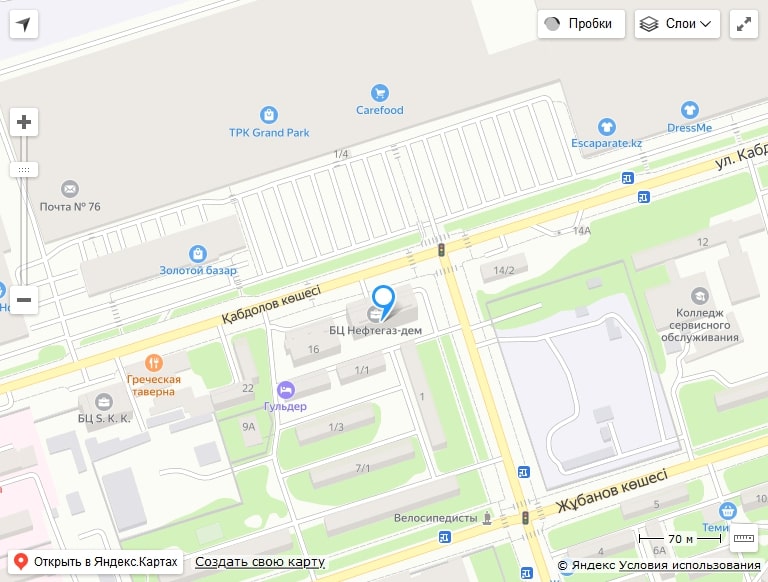 Пробки
Слои
Carefood
ТРК Grand Park
DressMe
Escaparate.kz
1/4
ул. Кабд
Почта № 76
14А
12
Золотой базар
14/2
Қабдолов көшесі
Колледж
сервисного
обслуживания
БЦ Нефтегаз-дем
16
Греческая
таверна
1/1
22
Гульдер
1
БЦ S. K. K.
9А
1/3
7/1
Жұбанов көшесі
Велосипедисты
5
10
Теми
70 м
4
6А
Открыть в Яндекс.Картах
Создать свою карту
© Яндекс Условия использования